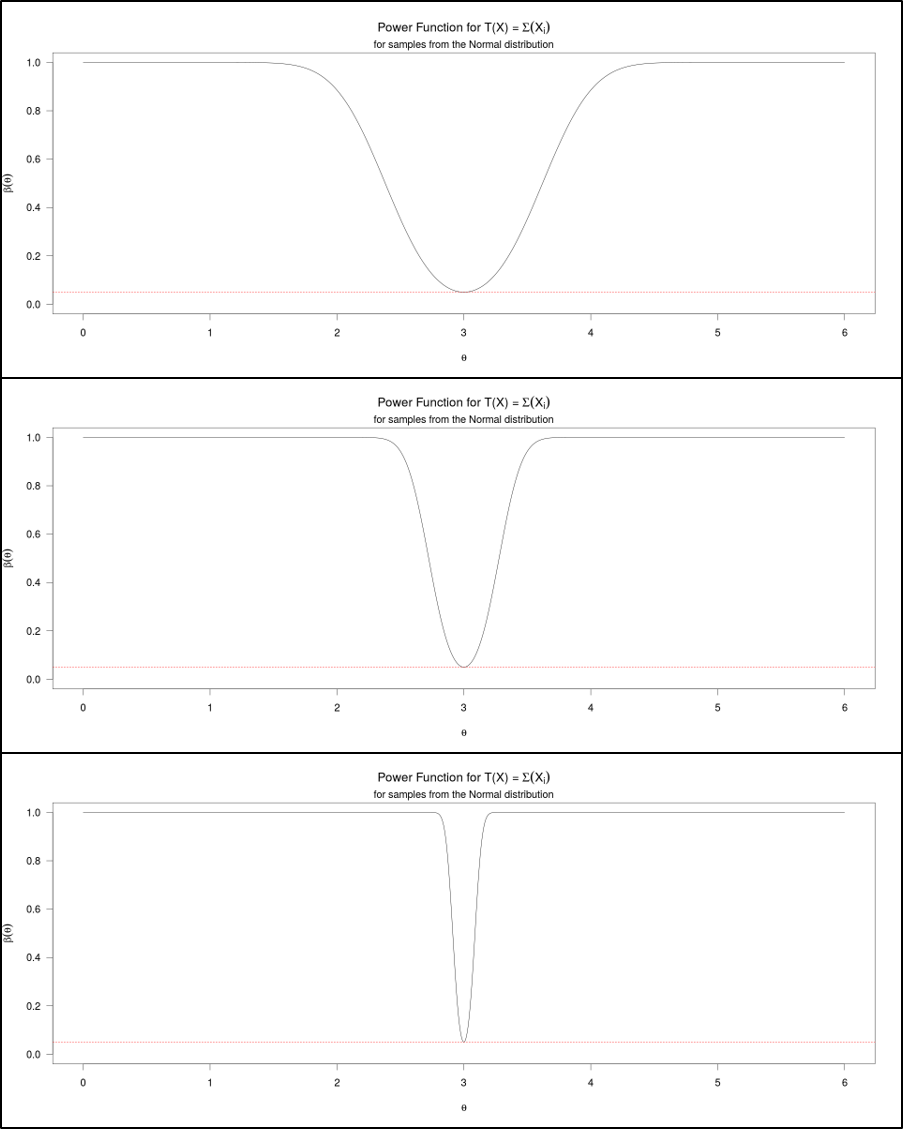 Power Function for T(X) = Σ(Xᵢ)
for samples from the Normal distribution
1.0
0.8
0.6
0.4
0.2
0.0
β(θ)
0 1 2 3 4 5 6
θ
Power Function for T(X) = Σ(Xᵢ)
for samples from the Normal distribution
1.0
0.8
0.6
0.4
0.2
0.0
β(θ)
0 1 2 3 4 5 6
θ
Power Function for T(X) = Σ(Xᵢ)
for samples from the Normal distribution
1.0
0.8
0.6
0.4
0.2
0.0
β(θ)
0 1 2 3 4 5 6
θ